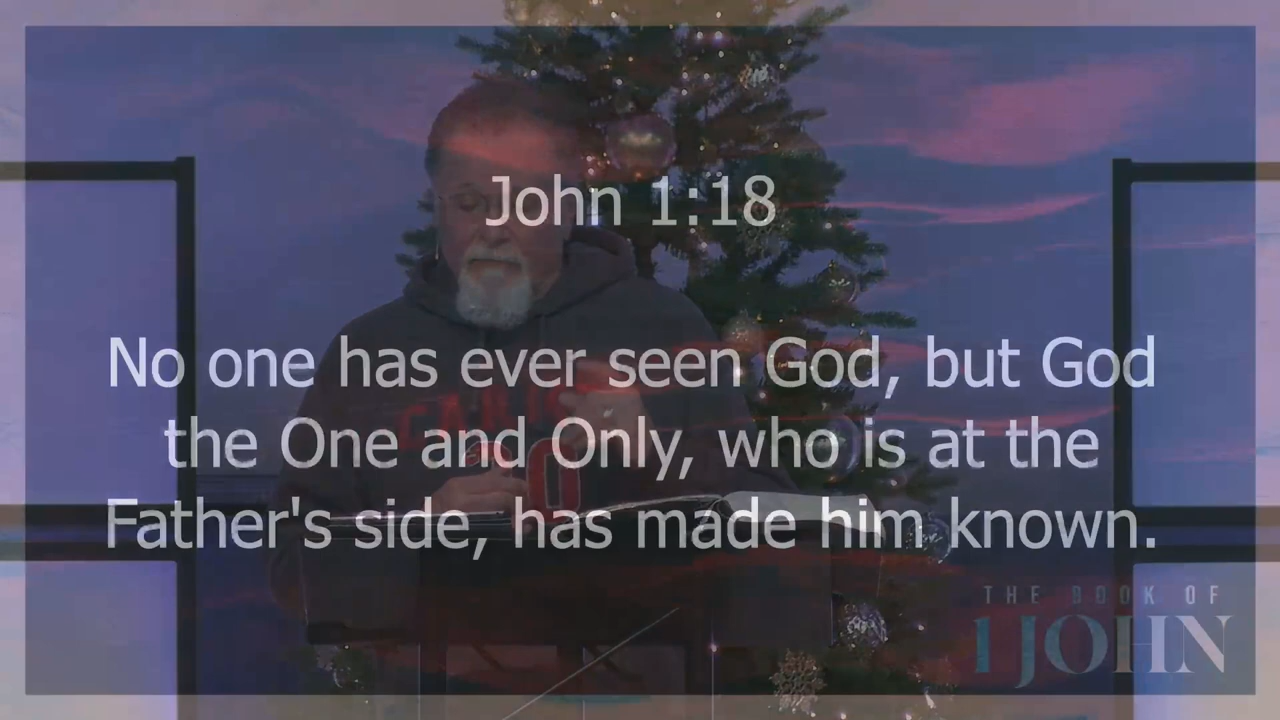 John 1:18
No one has ever seen God, but God
the One and Only, who is at the
Father's side, has made him known.
THE BOOK OF
1 JOHN